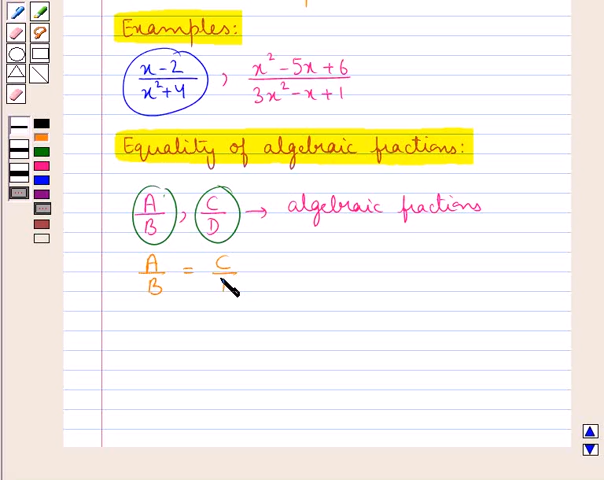 Examples:
x-2/x²+4 , x²-5x+6/3x²-x+1
Equality of algebraic fractions:
A/B , C/D → algebraic fractions
A/B = C/